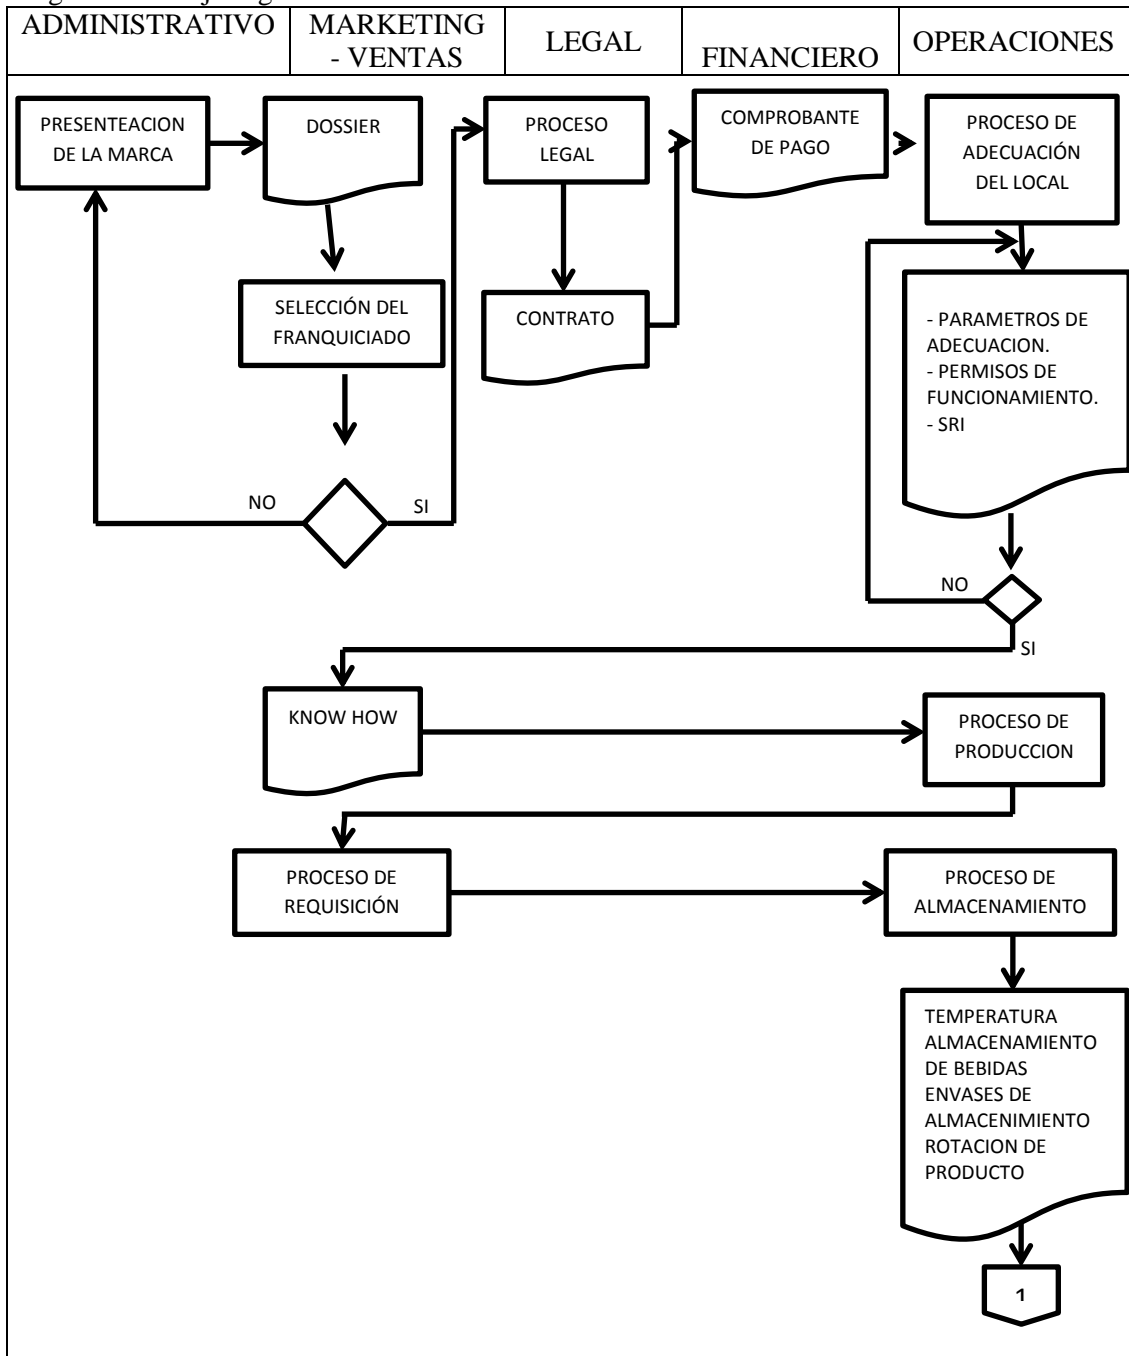 ADMINISTRATIVO
MARKETING
- VENTAS
LEGAL
FINANCIERO
OPERACIONES
PRESENTEACION
DE LA MARCA
DOSSIER
PROCESO
LEGAL
COMPROBANTE
DE PAGO
PROCESO DE
ADECUACIÓN
DEL LOCAL
SELECCIÓN DEL
FRANQUICIADO
CONTRATO
- PARAMETROS DE
ADECUACION.
- PERMISOS DE
FUNCIONAMIENTO.
- SRI
NO
SI
NO
SI
KNOW HOW
PROCESO DE
PRODUCCION
PROCESO DE
REQUISICIÓN
PROCESO DE
ALMACENAMIENTO
TEMPERATURA
ALMACENAMIENTO
DE BEBIDAS
ENVASES DE
ALMACENIMIENTO
ROTACION DE
PRODUCTO
1